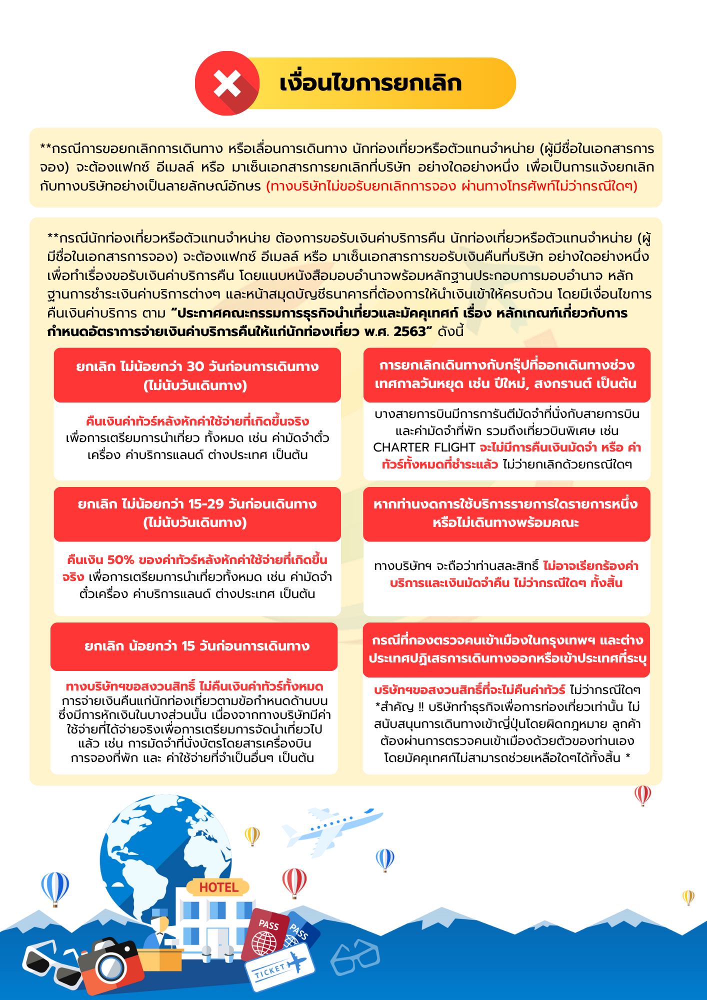 เงื่อนไขการยกเลิก
**กรณีการขอยกเลิกการเดินทาง หรือเลื่อนการเดินทาง นักท่องเที่ยวหรือตัวแทนจำหน่าย (ผู้มีชื่อในเอกสารการ
จอง) จะต้องแฟกซ์ อีเมลล์ หรือ มาเซ็นเอกสารการยกเลิกที่บริษัท อย่างใดอย่างหนึ่ง เพื่อเป็นการแจ้งยกเลิก
กับทางบริษัทอย่างเป็นลายลักษณ์อักษร (ทางบริษัทไม่ขอรับยกเลิกการจอง ผ่านทางโทรศัพท์ไม่ว่ากรณีใดๆ)
**กรณีนักท่องเที่ยวหรือตัวแทนจำหน่าย ต้องการขอรับเงินค่าบริการคืน นักท่องเที่ยวหรือตัวแทนจำหน่าย (ผู้
มีชื่อในเอกสารการจอง) จะต้องแฟกซ์ อีเมลล์ หรือ มาเซ็นเอกสารการขอรับเงินคืนที่บริษัท อย่างใดอย่างหนึ่ง
เพื่อทำเรื่องขอรับเงินค่าบริการคืน โดยแนบหนังสือมอบอำนาจพร้อมหลักฐานประกอบการมอบอำนาจ หลัก
ฐานการชำระเงินค่าบริการต่างๆ และหน้าสมุดบัญชีธนาคารที่ต้องการให้นำเงินเข้าให้ครบถ้วน โดยมีเงื่อนไขการ
คืนเงินค่าบริการ ตาม “ประกาศคณะกรรมการธุรกิจนำเที่ยวและมัคคุเทศก์ เรื่อง หลักเกณฑ์เกี่ยวกับการ
กำหนดอัตราการจ่ายเงินค่าบริการคืนให้แก่นักท่องเที่ยว พ.ศ. 2563” ดังนี้
ยกเลิก ไม่น้อยกว่า 30 วันก่อนการเดินทาง
(ไม่นับวันเดินทาง)
คืนเงินค่าทัวร์หลังหักค่าใช้จ่ายที่เกิดขึ้นจริง
เพื่อการเตรียมการนำเที่ยว ทั้งหมด เช่น ค่ามัดจำตั๋ว
เครื่อง ค่าบริการแลนด์ ต่างประเทศ เป็นต้น
การยกเลิกเดินทางกับกรุ๊ปที่ออกเดินทางช่วง
เทศกาลวันหยุด เช่น ปีใหม่, สงกรานต์ เป็นต้น
บางสายการบินมีการการันตีมัดจำที่นั่งกับสายการบิน
และค่ามัดจำที่พัก รวมถึงเที่ยวบินพิเศษ เช่น
CHARTER FLIGHT จะไม่มีการคืนเงินมัดจำ หรือ ค่า
ทัวร์ทั้งหมดที่ชำระแล้ว ไม่ว่ายกเลิกด้วยกรณีใดๆ
ยกเลิก ไม่น้อยกว่า 15-29 วันก่อนเดินทาง
(ไม่นับวันเดินทาง)
คืนเงิน 50% ของค่าทัวร์หลังหักค่าใช้จ่ายที่เกิดขึ้น
จริง เพื่อการเตรียมการนำเที่ยวทั้งหมด เช่น ค่ามัดจำ
ตั๋วเครื่อง ค่าบริการแลนด์ ต่างประเทศ เป็นต้น
หากท่านงดการใช้บริการรายการใดรายการหนึ่ง
หรือไม่เดินทางพร้อมคณะ
ทางบริษัทฯ จะถือว่าท่านสละสิทธิ์ ไม่อาจเรียกร้องค่า
บริการและเงินมัดจำคืน ไม่ว่ากรณีใดๆ ทั้งสิ้น
ยกเลิก น้อยกว่า 15 วันก่อนการเดินทาง
ทางบริษัทฯขอสงวนสิทธิ์ ไม่คืนเงินค่าทัวร์ทั้งหมด
การจ่ายเงินคืนแก่นักท่องเที่ยวตามข้อกำหนดด้านบน
ซึ่งมีการหักเงินในบางส่วนนั้น เนื่องจากทางบริษัทมีค่า
ใช้จ่ายที่ได้จ่ายจริงเพื่อการเตรียมการจัดนำเที่ยวไป
แล้ว เช่น การมัดจำที่นั่งบัตรโดยสารเครื่องบิน
การจองที่พัก และ ค่าใช้จ่ายที่จำเป็นอื่นๆ เป็นต้น
กรณีที่กองตรวจคนเข้าเมืองในกรุงเทพฯ และต่าง
ประเทศปฏิเสธการเดินทางออกหรือเข้าประเทศที่ระบุ
บริษัทฯขอสงวนสิทธิ์ที่จะไม่คืนค่าทัวร์ ไม่ว่ากรณีใดๆ
*สำคัญ !! บริษัททำธุรกิจเพื่อการท่องเที่ยวเท่านั้น ไม่
สนับสนุนการเดินทางเข้าญี่ปุ่นโดยผิดกฎหมาย ลูกค้า
ต้องผ่านการตรวจคนเข้าเมืองด้วยตัวของท่านเอง
โดยมัคคุเทศก์ไม่สามารถช่วยเหลือใดๆได้ทั้งสิ้น *
HOTEL
PASS
PASS
TICKET